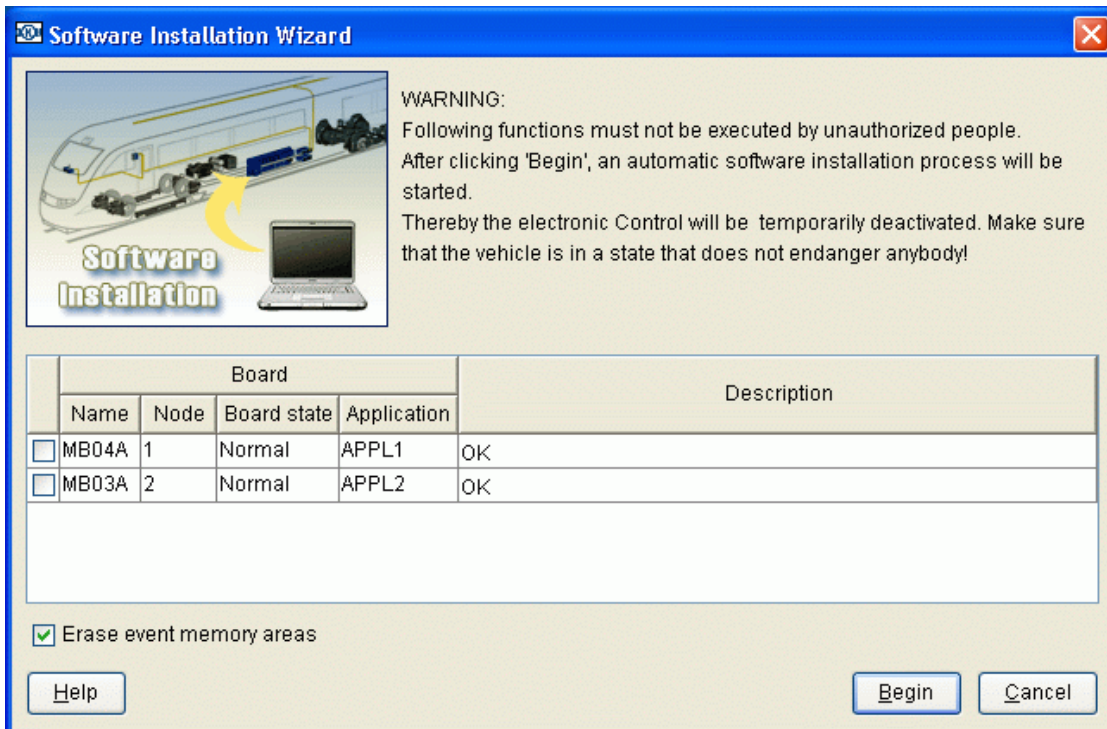 Software Installation Wizard
WARNING:
Following functions must not be executed by unauthorized people.
After clicking 'Begin', an automatic software installation process will be
started.
Thereby the electronic Control will be  temporarily deactivated. Make sure
that the vehicle is in a state that does not endanger anybody!
Software
Installation
Board
Description
Name Node Board state Application
MB04A 1 Normal APPL1 OK
MB03A 2 Normal APPL2 OK
Erase event memory areas
Help Begin Cancel